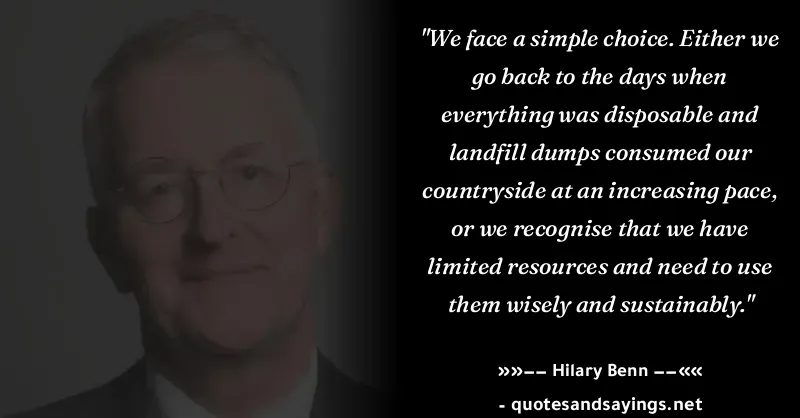 "We face a simple choice. Either we
go back to the days when
everything was disposable and
landfill dumps consumed our
countryside at an increasing pace,
or we recognise that we have
limited resources and need to use
them wisely and sustainably."
»»–– Hilary Benn ––««
- quotesandsayings.net